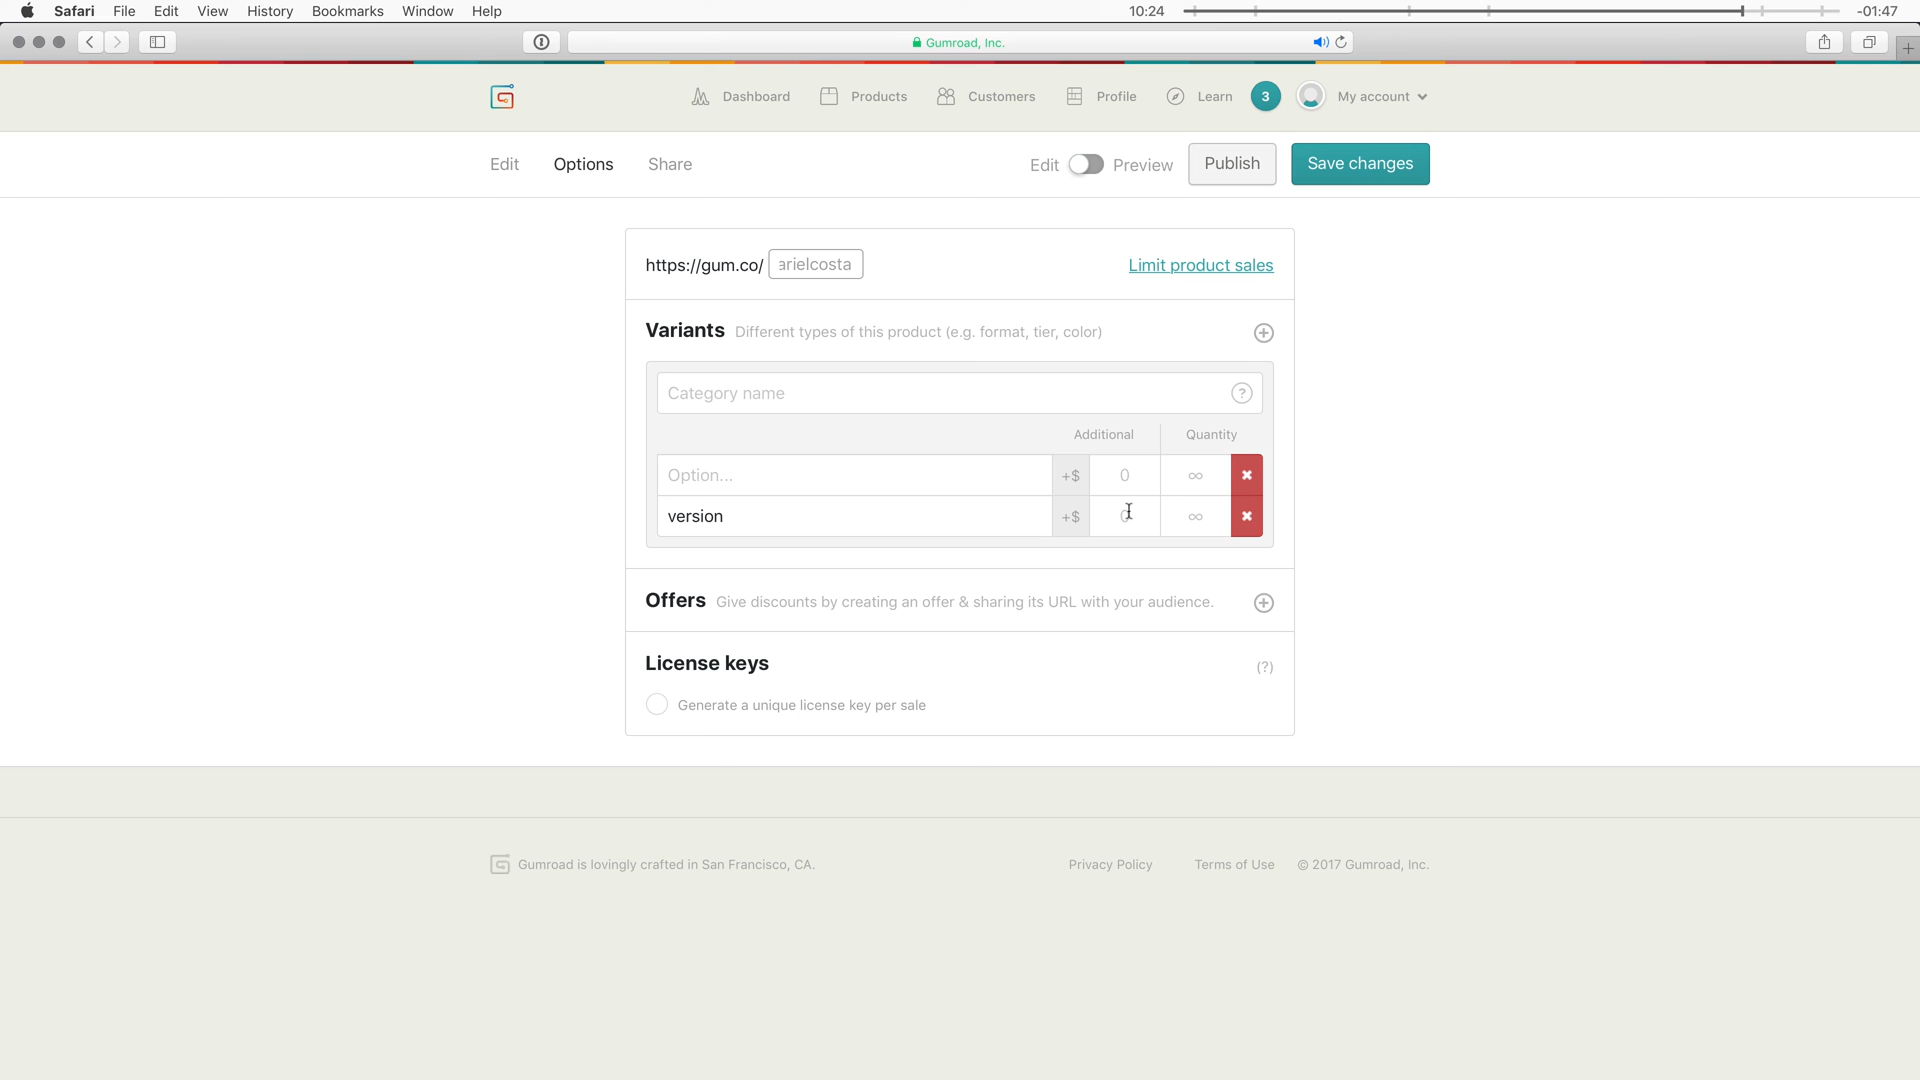 Safari File Edit View History Bookmarks Window Help 10:24 -01:47
Gumroad, Inc.
Dashboard Products Customers Profile Learn 3 My account
Edit Options Share Edit Preview Publish Save changes
https://gum.co/ arielcosta Limit product sales
Variants Different types of this product (e.g. format, tier, color)
Category name ?
Additional Quantity
Option... +$ 0 ∞
version +$ 0 ∞
Offers Give discounts by creating an offer & sharing its URL with your audience.
License keys (?)
Generate a unique license key per sale
Gumroad is lovingly crafted in San Francisco, CA. Privacy Policy Terms of Use © 2017 Gumroad, Inc.